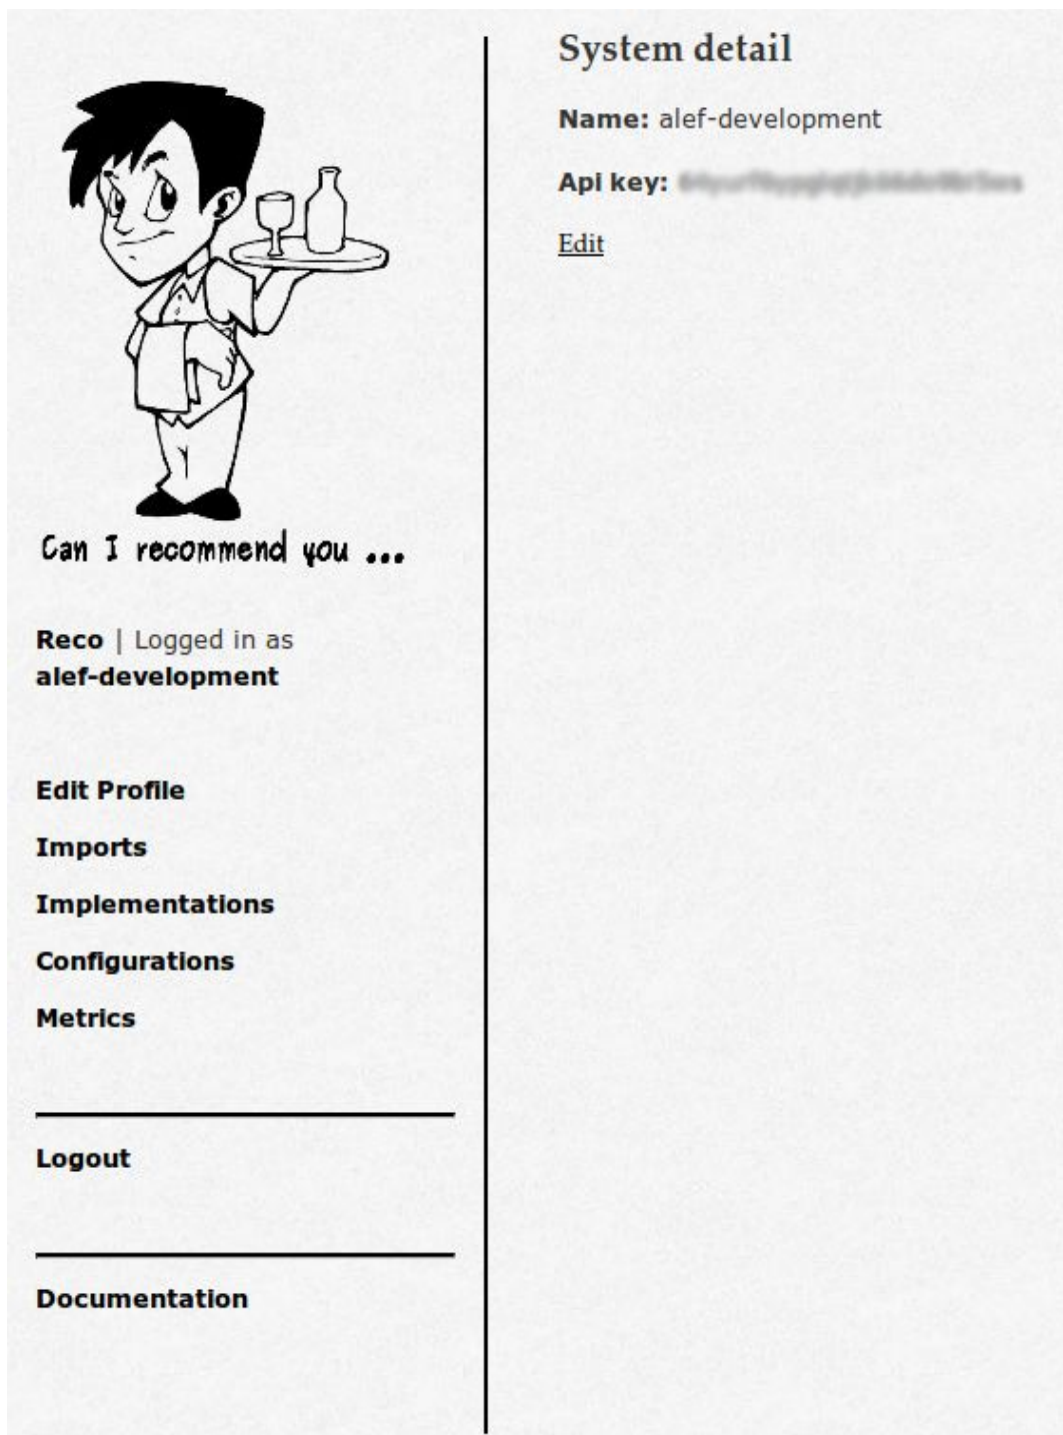 Can I recommend you ...
Reco | Logged in as
alef-development
Edit Profile
Imports
Implementations
Configurations
Metrics
Logout
Documentation
System detail
Name: alef-development
Api key:
Edit